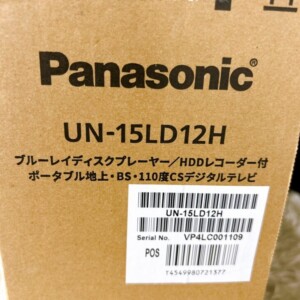 Panasonic
UN-15LD12H
ブルーレイディスクプレーヤー/HDDレコーダー付
ポータブル地上・BS・110度CSデジタルテレビ
UN-15LD12H
Serial No. VP4LC001109
POS
4549980721377